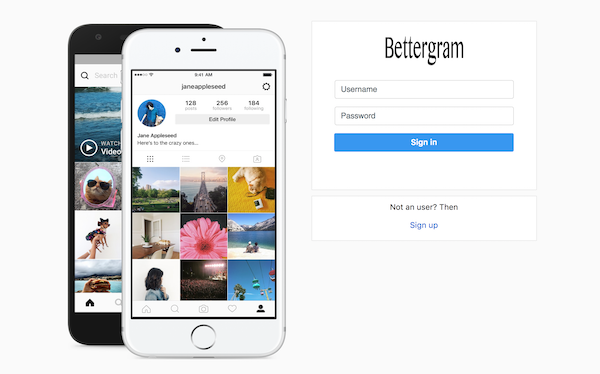 Search
WATCH
Video
9:41 AM
janeappleseed
128
256
184
posts
followers
following
Edit Profile
Jane Appleseed
Here's to the crazy ones...
Bettergram
Username
Password
Sign in
Not an user? Then
Sign up